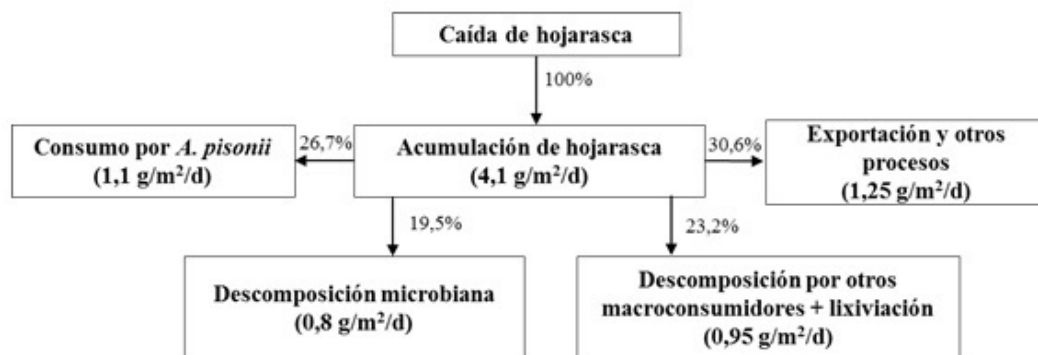 Caída de hojarasca
100%
Consumo por A. pisonii
(1,1 g/m²/d)
26,7%
Acumulación de hojarasca
(4,1 g/m²/d)
30,6%
Exportación y otros
procesos
(1,25 g/m²/d)
19,5%
23,2%
Descomposición microbiana
(0,8 g/m²/d)
Descomposición por otros
macroconsumidores + lixiviación
(0,95 g/m²/d)